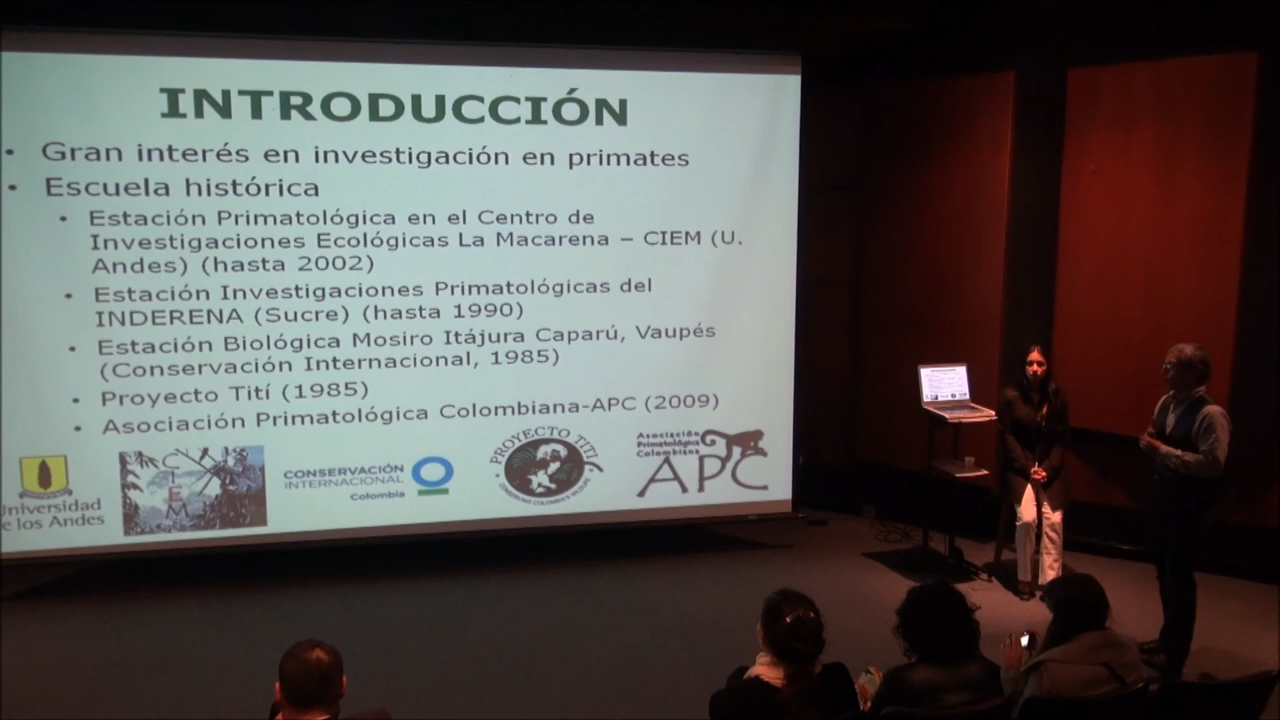 INTRODUCCIÓN
• Gran interés en investigación en primates
• Escuela histórica
• Estación Primatológica en el Centro de
Investigaciones Ecológicas La Macarena – CIEM (U.
Andes) (hasta 2002)
• Estación Investigaciones Primatológicas del
INDERENA (Sucre) (hasta 1990)
• Estación Biológica Mosiro Itájura Caparú, Vaupés
(Conservación Internacional, 1985)
• Proyecto Tití (1985)
• Asociación Primatológica Colombiana-APC (2009)
Universidad
de los Andes
CIEM
CONSERVACIÓN
INTERNACIONAL
Colombia
PROYECTO TITÍ
CONSERVING COLOMBIA'S WILDLIFE
Asociación
Primatológica
Colombiana
APC